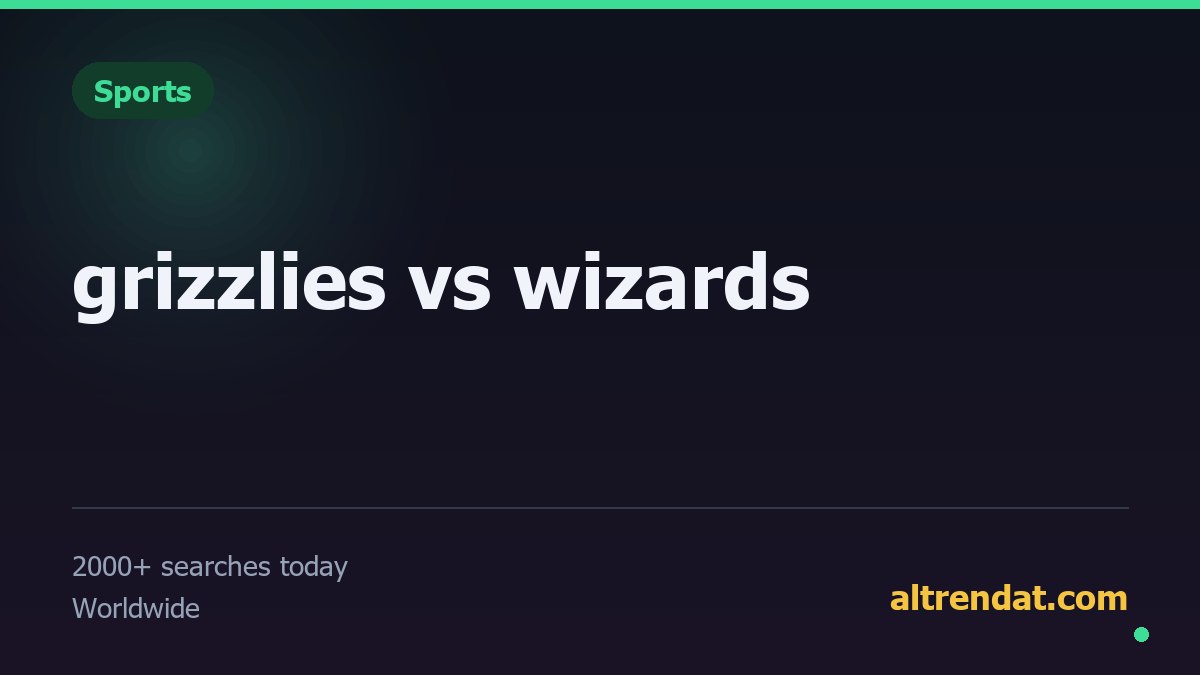 Sports
grizzlies vs wizards
2000+ searches today
Worldwide
altrendat.com